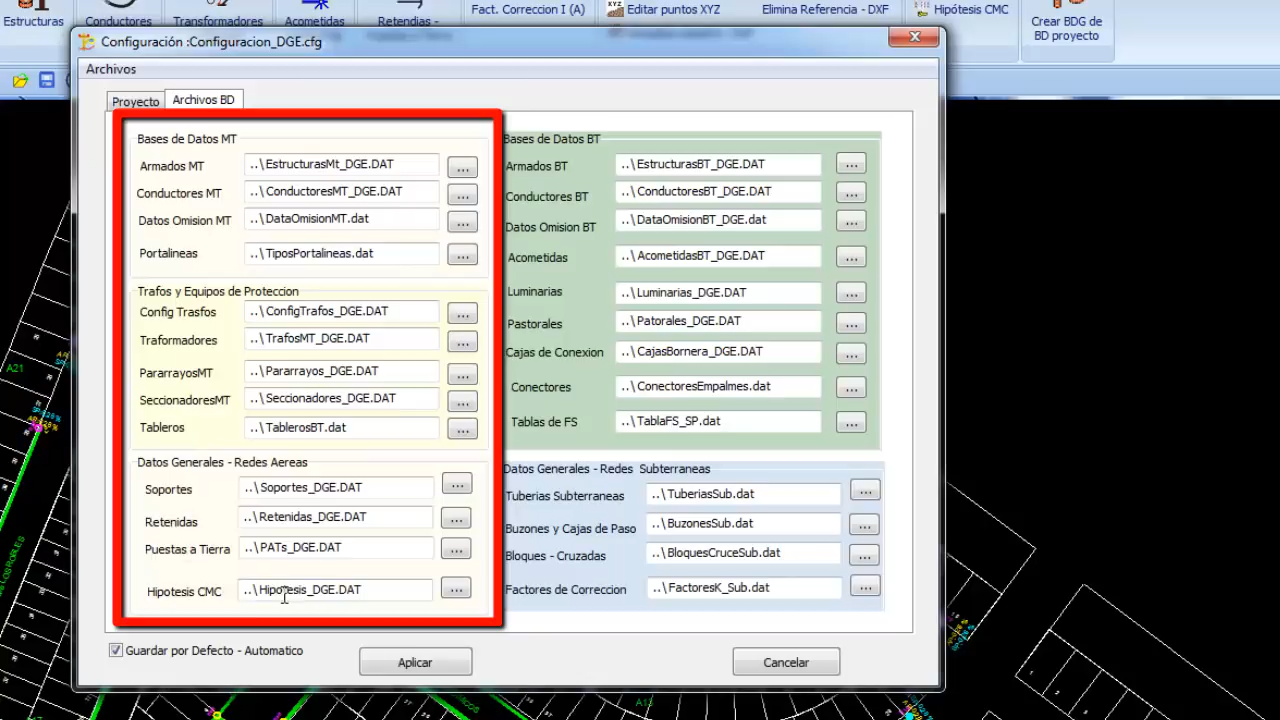 Estructuras
Conductores
Transformadores
Acometidas
Retendias -
Fact. Correccion I (A)
XYZ
Editar puntos XYZ
Elimina Referencia - DXF
Hipótesis CMC
Crear BDG de
BD proyecto
Configuración :Configuracion_DGE.cfg
Archivos
Proyecto
Archivos BD
Bases de Datos MT
Armados MT ..\EstructurasMt_DGE.DAT ...
Conductores MT ..\ConductoresMT_DGE.DAT ...
Datos Omision MT ..\DataOmisionMT.dat ...
Portalineas ..\TiposPortalineas.dat ...
Trafos y Equipos de Proteccion
Config Trasfos ..\ConfigTrafos_DGE.DAT ...
Traformadores ..\TrafosMT_DGE.DAT ...
PararrayosMT ..\Pararrayos_DGE.DAT ...
SeccionadoresMT ..\Seccionadores_DGE.DAT ...
Tableros ..\TablerosBT.dat ...
Datos Generales - Redes Aereas
Soportes ..\Soportes_DGE.DAT ...
Retenidas ..\Retenidas_DGE.DAT ...
Puestas a Tierra ..\PATs_DGE.DAT ...
Hipotesis CMC ..\Hipotesis_DGE.DAT ...
Bases de Datos BT
Armados BT ..\EstructurasBT_DGE.DAT ...
Conductores BT ..\ConductoresBT_DGE.DAT ...
Datos Omision BT ..\DataOmisionBT_DGE.dat ...
Acometidas ..\AcometidasBT_DGE.DAT ...
Luminarias ..\Luminarias_DGE.DAT ...
Pastorales ..\Patorales_DGE.DAT ...
Cajas de Conexion ..\CajasBornera_DGE.DAT ...
Conectores ..\ConectoresEmpalmes.dat ...
Tablas de FS ..\TablaFS_SP.dat ...
Datos Generales - Redes Subterraneas
Tuberias Subterraneas ..\TuberiasSub.dat ...
Buzones y Cajas de Paso ..\BuzonesSub.dat ...
Bloques - Cruzadas ..\BloquesCruceSub.dat ...
Factores de Correccion ..\FactoresK_Sub.dat ...
Guardar por Defecto - Automatico
Aplicar
Cancelar
A21
A13